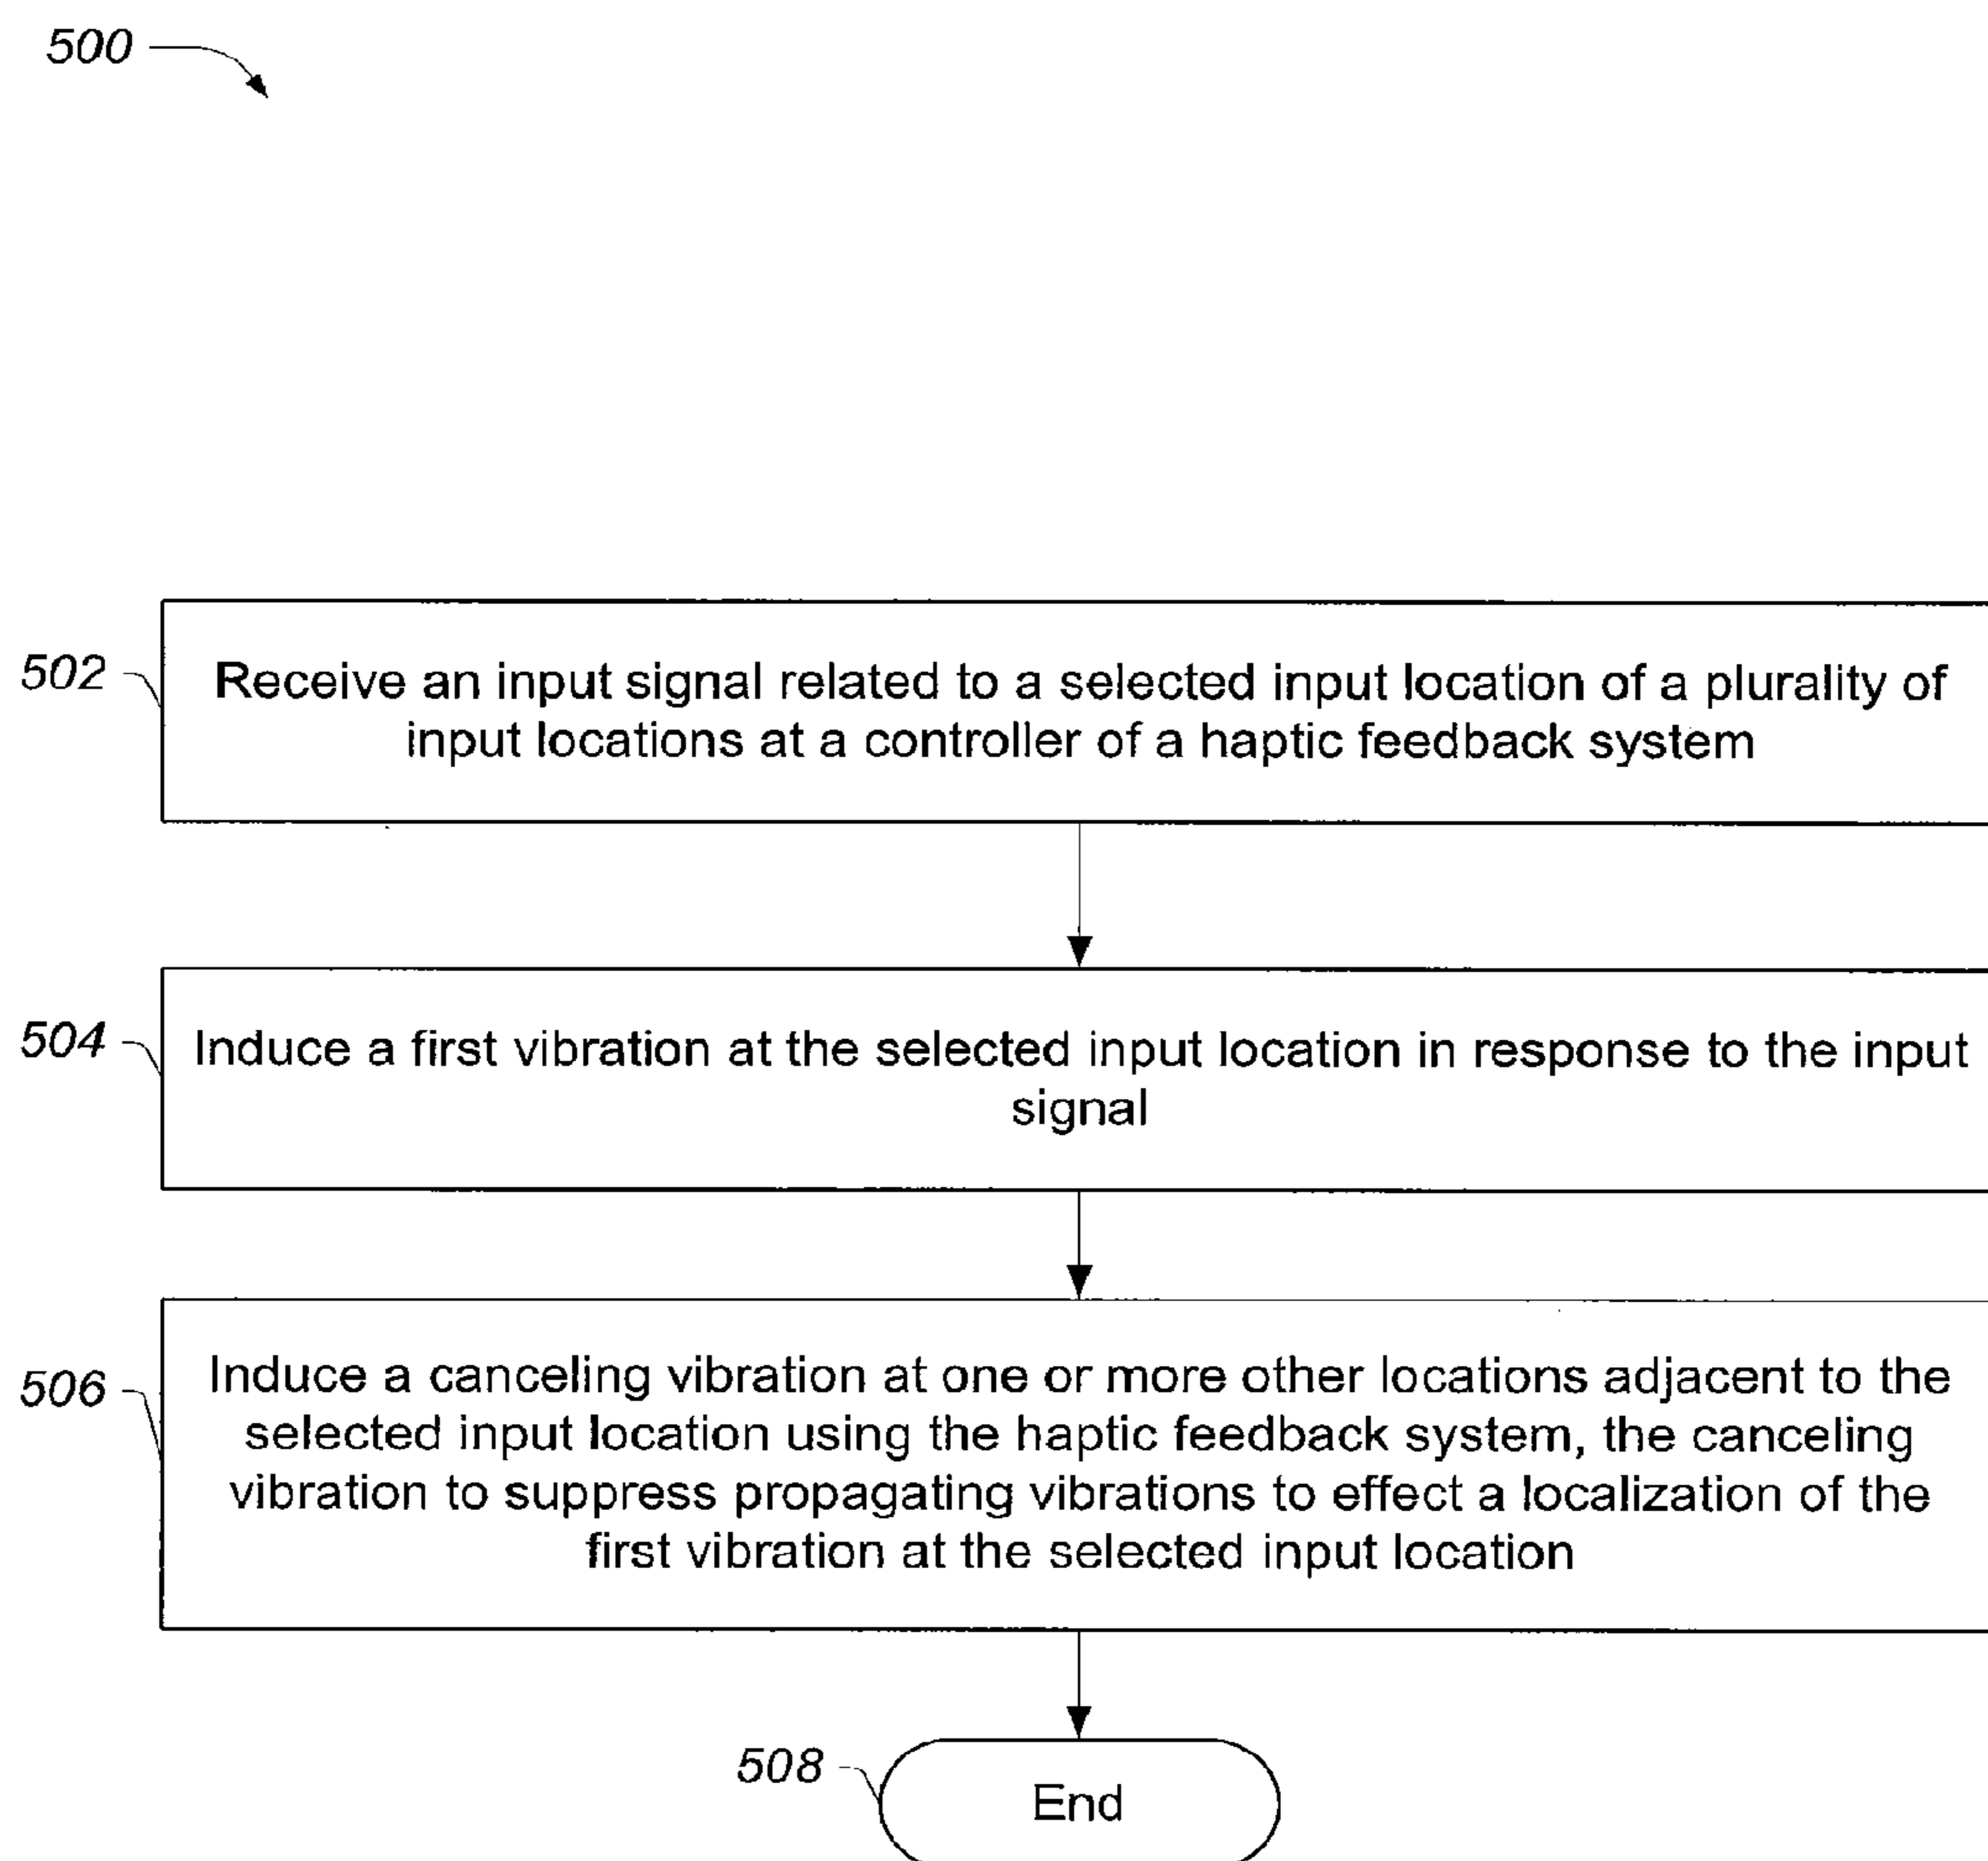 500
502
Receive an input signal related to a selected input location of a plurality of
input locations at a controller of a haptic feedback system
504
Induce a first vibration at the selected input location in response to the input
signal
506
Induce a canceling vibration at one or more other locations adjacent to the
selected input location using the haptic feedback system, the canceling
vibration to suppress propagating vibrations to effect a localization of the
first vibration at the selected input location
508
End